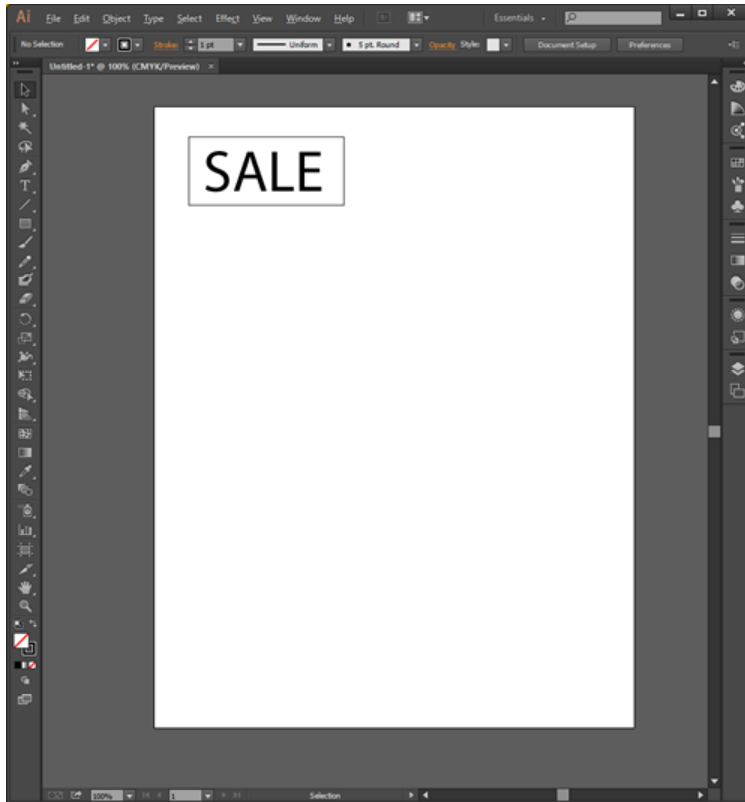 Ai File Edit Object Type Select Effect View Window Help Br Essentials
No Selection Stroke: 1 pt Uniform 5 pt. Round Opacity Style: Document Setup Preferences
Untitled-1* @ 100% (CMYK/Preview) ×
SALE
100% 1 Selection